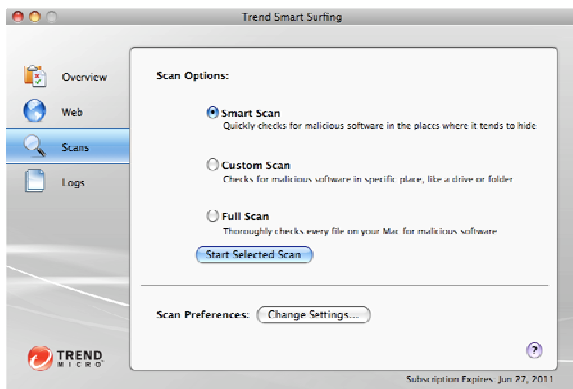 Trend Smart Surfing
Overview
Web
Scans
Logs
Scan Options:
Smart Scan
Quickly checks for malicious software in the places where it tends to hide
Custom Scan
Checks for malicious software in specific place, like a drive or folder
Full Scan
Thoroughly checks every file on your Mac for malicious software
Start Selected Scan
Scan Preferences: Change Settings...
?
TREND
MICRO
Subscription Expires: Jun 27, 2011